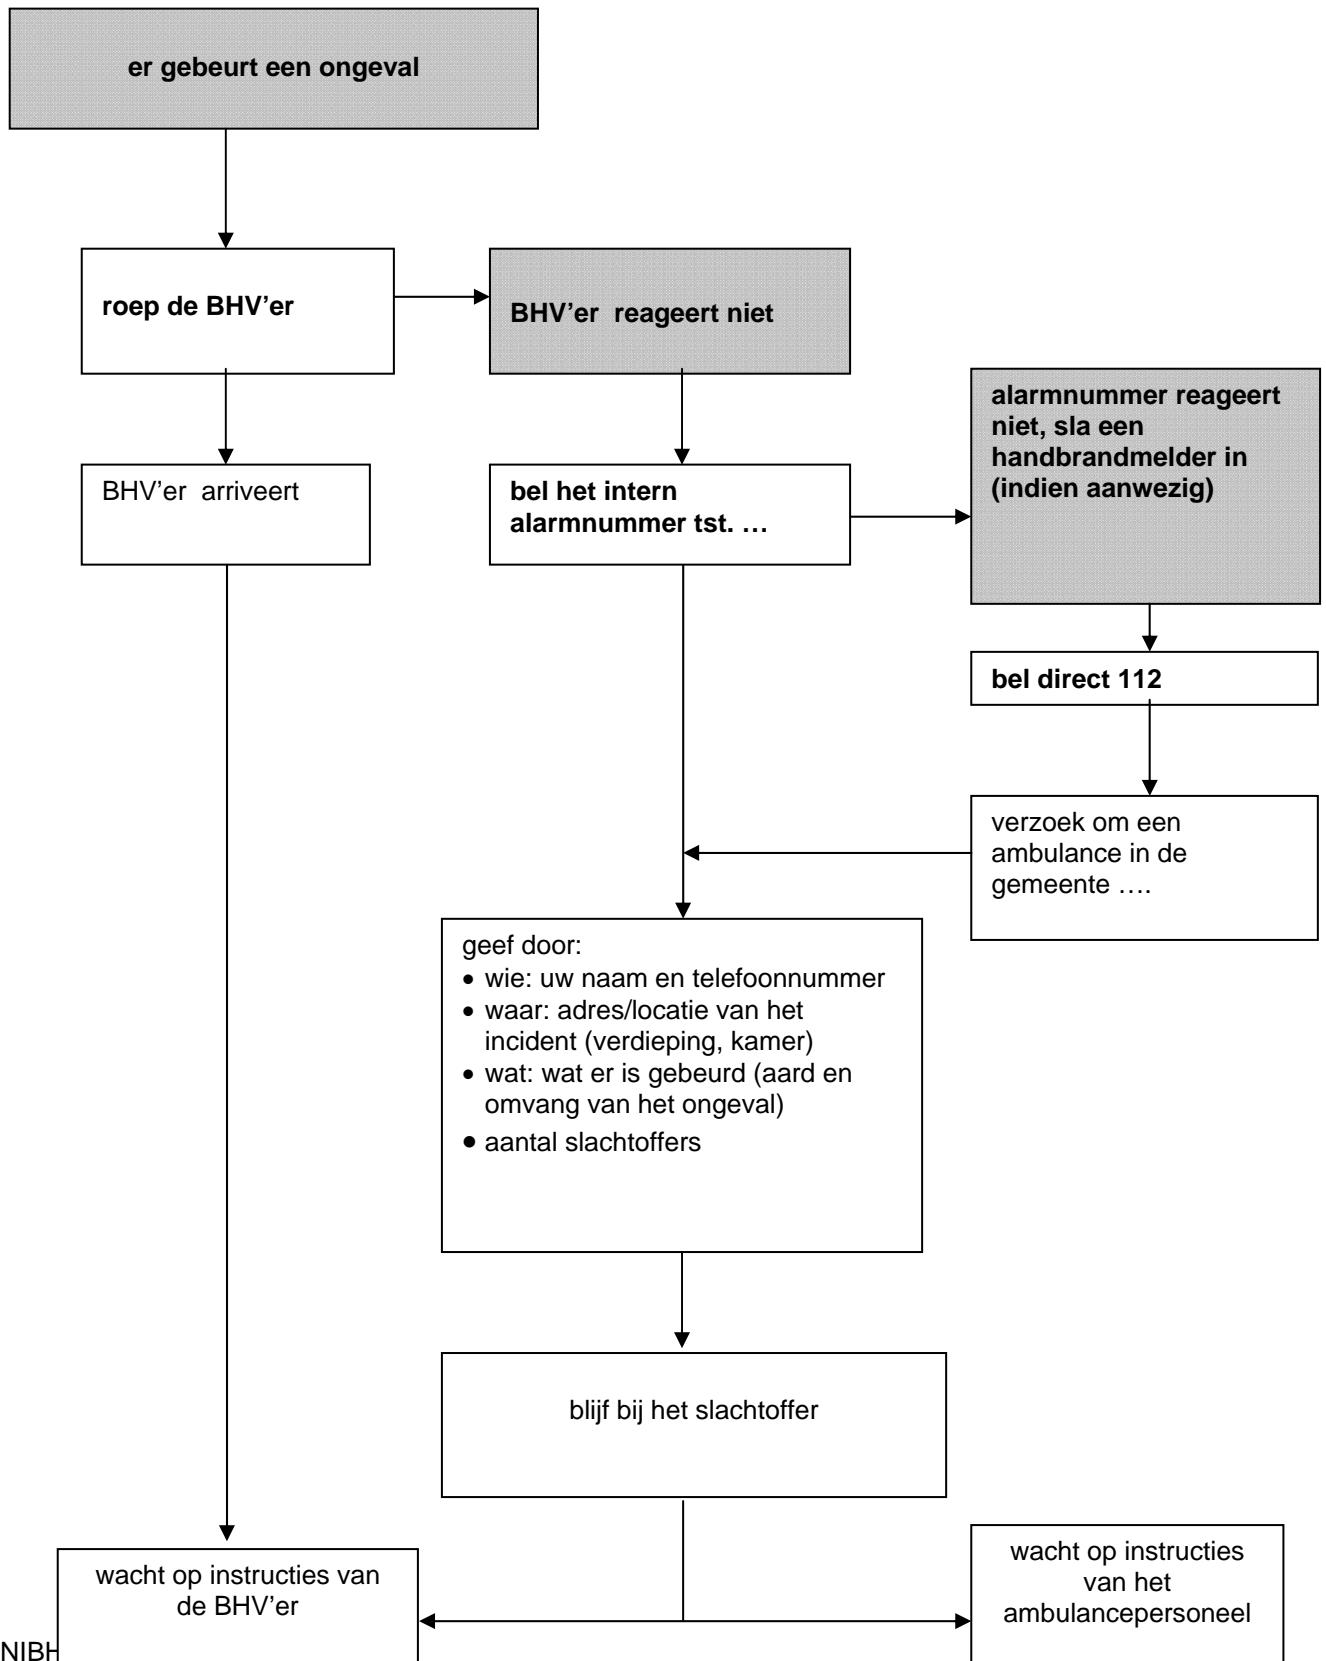 er gebeurt een ongeval
roep de BHV’er
BHV’er  reageert niet
alarmnummer reageert
niet, sla een
handbrandmelder in
(indien aanwezig)
BHV’er  arriveert
bel het intern
alarmnummer tst. …
bel direct 112
verzoek om een
ambulance in de
gemeente ….
geef door:
• wie: uw naam en telefoonnummer
• waar: adres/locatie van het
incident (verdieping, kamer)
• wat: wat er is gebeurd (aard en
omvang van het ongeval)
• aantal slachtoffers
blijf bij het slachtoffer
wacht op instructies van
de BHV’er
wacht op instructies
van het
ambulancepersoneel
NIBH